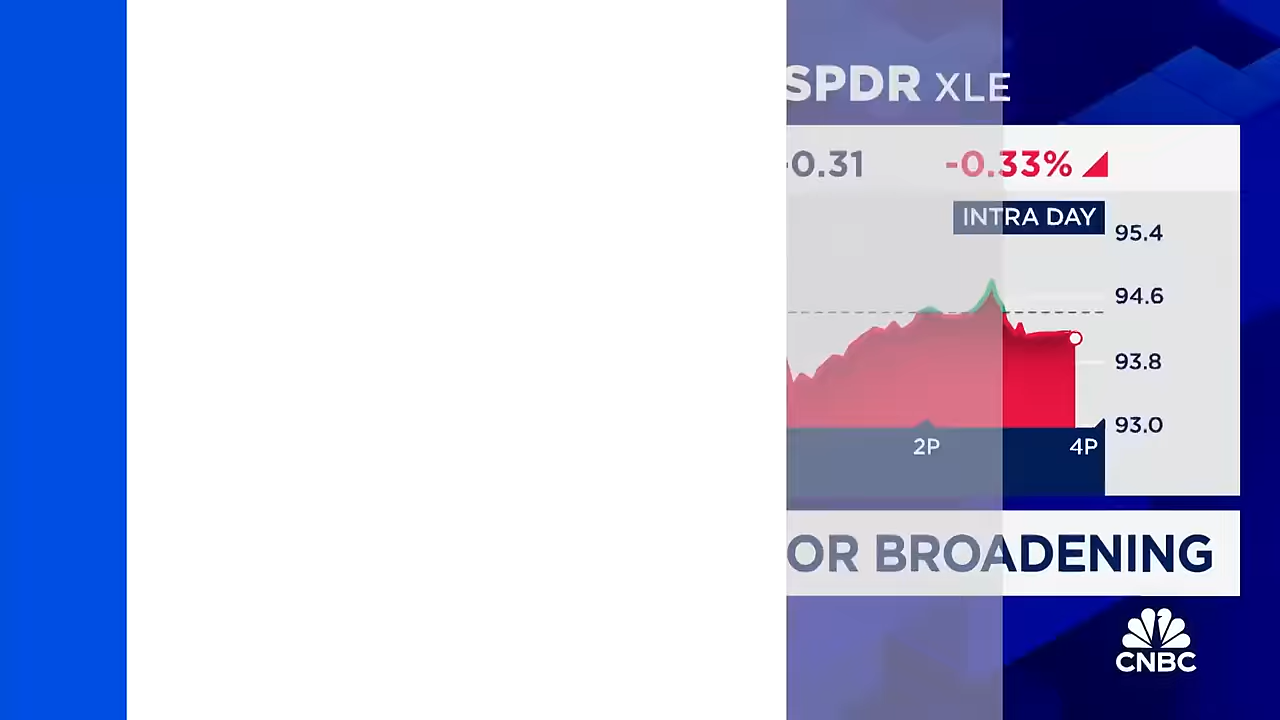 SPDR XLE
-0.31 -0.33%
INTRA DAY
95.4
94.6
93.8
93.0
2P 4P
OR BROADENING
CNBC